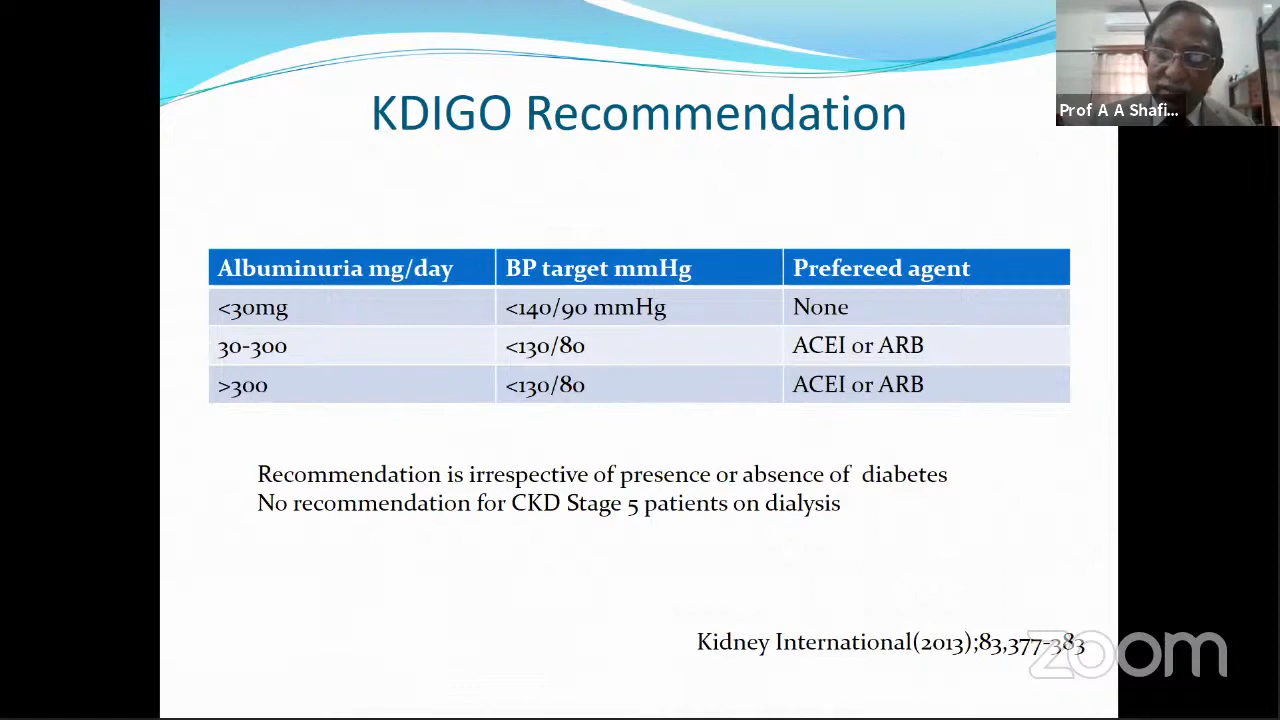 KDIGO Recommendation
Prof A A Shafi...
Albuminuria mg/day BP target mmHg Prefereed agent
<30mg <140/90 mmHg None
30-300 <130/80 ACEI or ARB
>300 <130/80 ACEI or ARB
Recommendation is irrespective of presence or absence of diabetes
No recommendation for CKD Stage 5 patients on dialysis
Kidney International(2013);83,377-383
zoom